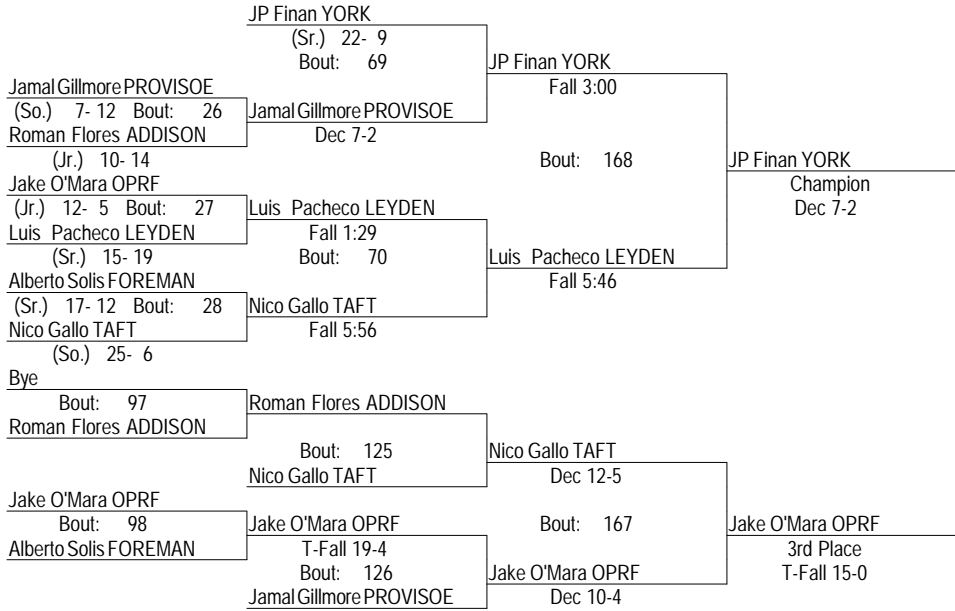 JP Finan YORK
(Sr.) 22- 9
Bout: 69
JP Finan YORK
Fall 3:00
Jamal Gillmore PROVISOE
(So.) 7- 12 Bout: 26
Jamal Gillmore PROVISOE
Roman Flores ADDISON
Dec 7-2
(Jr.) 10- 14
Bout: 168
JP Finan YORK
Jake O'Mara OPRF
Champion
(Jr.) 12- 5 Bout: 27
Luis Pacheco LEYDEN
Dec 7-2
Luis Pacheco LEYDEN
Fall 1:29
(Sr.) 15- 19
Bout: 70
Luis Pacheco LEYDEN
Alberto Solis FOREMAN
Fall 5:46
(Sr.) 17- 12 Bout: 28
Nico Gallo TAFT
Nico Gallo TAFT
Fall 5:56
(So.) 25- 6
Bye
Bout: 97
Roman Flores ADDISON
Roman Flores ADDISON
Bout: 125
Nico Gallo TAFT
Nico Gallo TAFT
Dec 12-5
Jake O'Mara OPRF
Bout: 98
Jake O'Mara OPRF
Bout: 167
Jake O'Mara OPRF
Alberto Solis FOREMAN
T-Fall 19-4
3rd Place
Bout: 126
Jake O'Mara OPRF
T-Fall 15-0
Jamal Gillmore PROVISOE
Dec 10-4